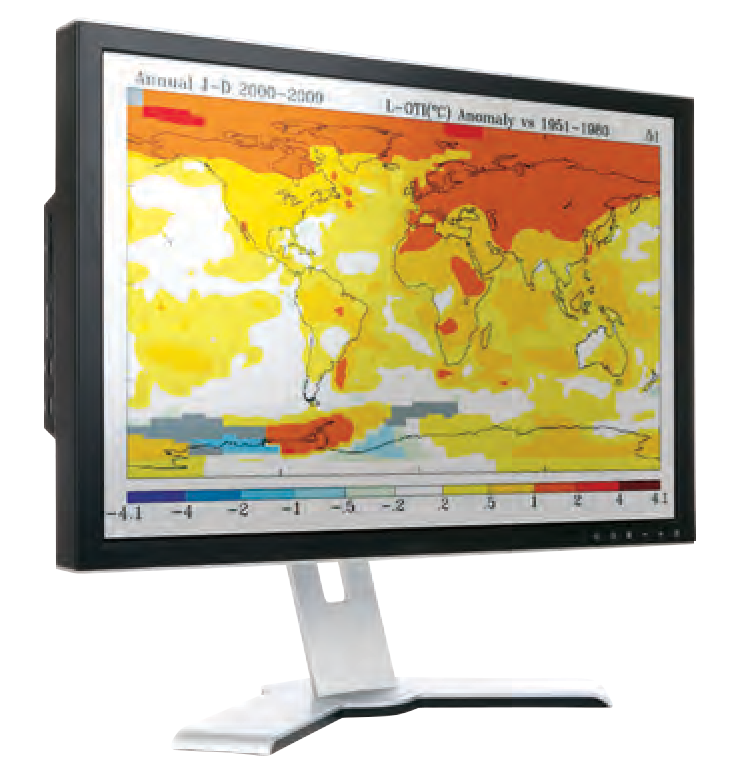 Annual J-D 2000-2009
L-OTI(°C) Anomaly vs 1951-1980
-4.1 -4 -2 -1 -.5 -.2 .2 .5 1 2 4 4.1